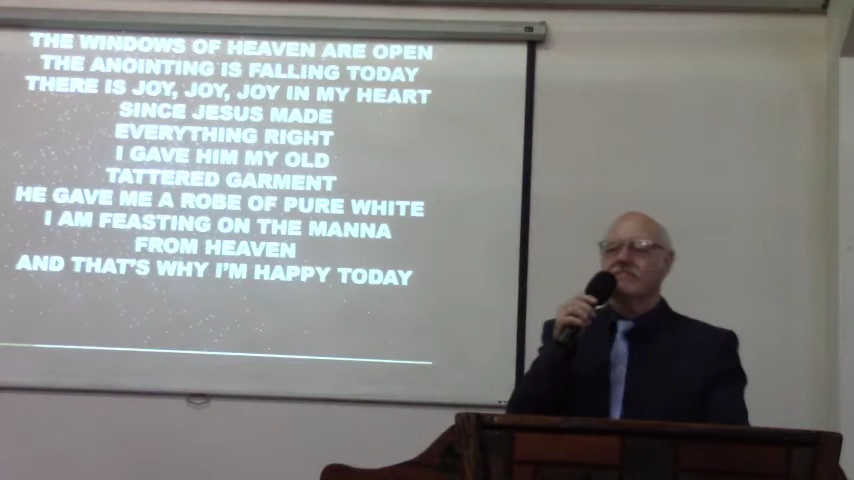 THE WINDOWS OF HEAVEN ARE OPEN
THE ANOINTING IS FALLING TODAY
THERE IS JOY, JOY, JOY IN MY HEART
SINCE JESUS MADE
EVERYTHING RIGHT
I GAVE HIM MY OLD
TATTERED GARMENT
HE GAVE ME A ROBE OF PURE WHITE
I AM FEASTING ON THE MANNA
FROM HEAVEN
AND THAT'S WHY I'M HAPPY TODAY